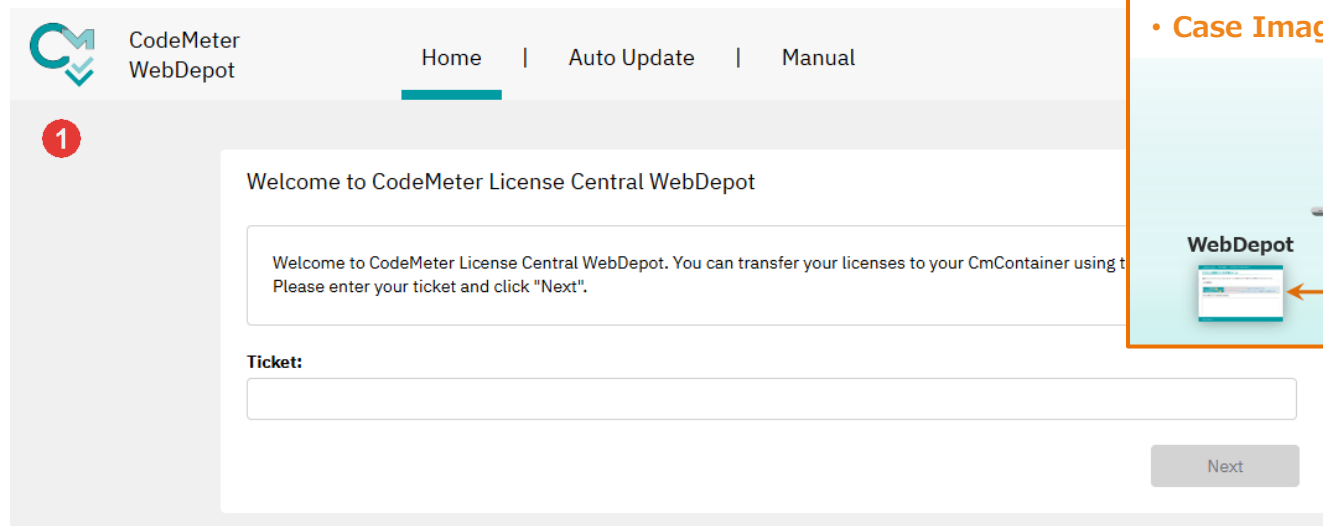 CodeMeter
WebDepot
Home | Auto Update | Manual
・Case
1
Welcome to CodeMeter License Central WebDepot
Welcome to CodeMeter License Central WebDepot. You can transfer your licenses to your CmContainer using
Please enter your ticket and click "Next".
WebDepot
Ticket:
Next